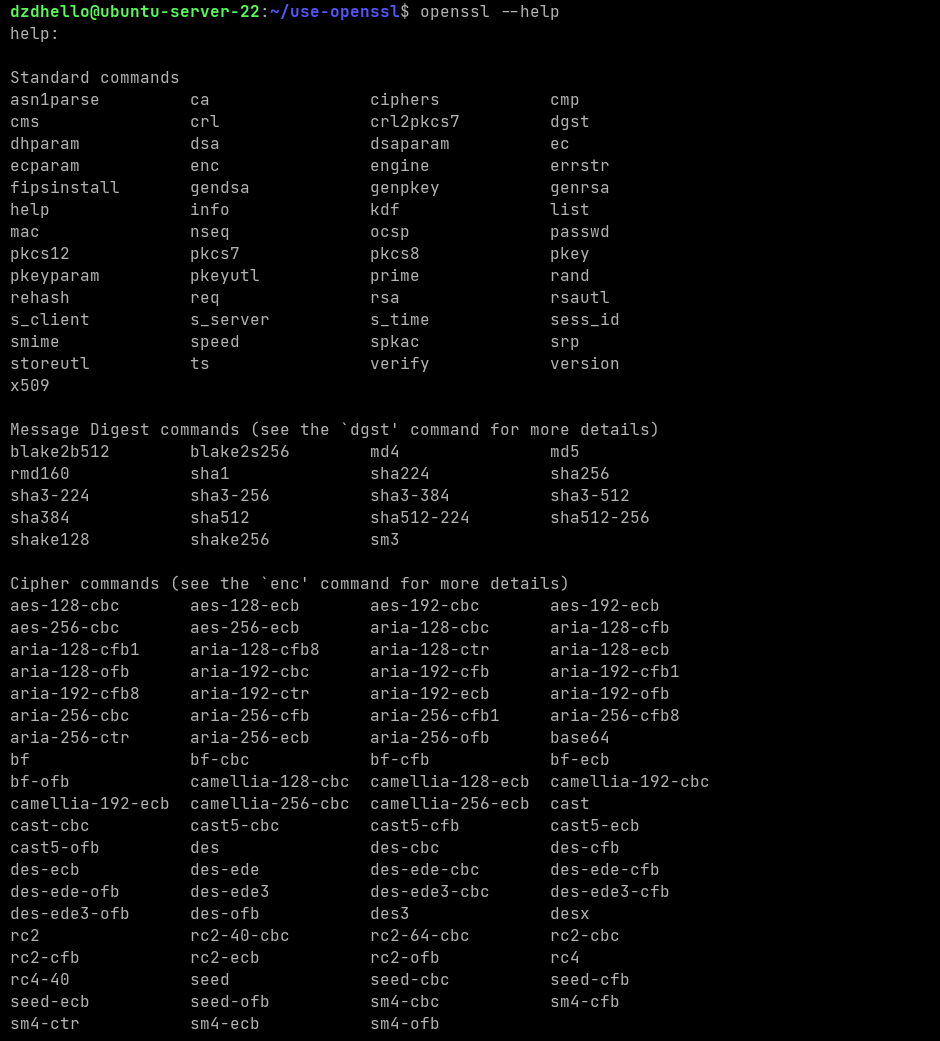 dzdhello@ubuntu-server-22:~/use-openssl$ openssl --help
help:

Standard commands
asn1parse         ca                ciphers           cmp
cms               crl               crl2pkcs7         dgst
dhparam           dsa               dsaparam          ec
ecparam           enc               engine            errstr
fipsinstall       gendsa            genpkey           genrsa
help              info              kdf               list
mac               nseq              ocsp              passwd
pkcs12            pkcs7             pkcs8             pkey
pkeyparam         pkeyutl           prime             rand
rehash            req               rsa               rsautl
s_client          s_server          s_time            sess_id
smime             speed             spkac             srp
storeutl          ts                verify            version
x509

Message Digest commands (see the `dgst' command for more details)
blake2b512        blake2s256        md4               md5
rmd160            sha1              sha224            sha256
sha3-224          sha3-256          sha3-384          sha3-512
sha384            sha512            sha512-224        sha512-256
shake128          shake256          sm3

Cipher commands (see the `enc' command for more details)
aes-128-cbc       aes-128-ecb       aes-192-cbc       aes-192-ecb
aes-256-cbc       aes-256-ecb       aria-128-cbc      aria-128-cfb
aria-128-cfb1     aria-128-cfb8     aria-128-ctr      aria-128-ecb
aria-128-ofb      aria-192-cbc      aria-192-cfb      aria-192-cfb1
aria-192-cfb8     aria-192-ctr      aria-192-ecb      aria-192-ofb
aria-256-cbc      aria-256-cfb      aria-256-cfb1     aria-256-cfb8
aria-256-ctr      aria-256-ecb      aria-256-ofb      base64
bf                bf-cbc            bf-cfb            bf-ecb
bf-ofb            camellia-128-cbc  camellia-128-ecb  camellia-192-cbc
camellia-192-ecb  camellia-256-cbc  camellia-256-ecb  cast
cast-cbc          cast5-cbc         cast5-cfb         cast5-ecb
cast5-ofb         des               des-cbc           des-cfb
des-ecb           des-ede           des-ede-cbc       des-ede-cfb
des-ede-ofb       des-ede3          des-ede3-cbc      des-ede3-cfb
des-ede3-ofb      des-ofb           des3              desx
rc2               rc2-40-cbc        rc2-64-cbc        rc2-cbc
rc2-cfb           rc2-ecb           rc2-ofb           rc4
rc4-40            seed              seed-cbc          seed-cfb
seed-ecb          seed-ofb          sm4-cbc           sm4-cfb
sm4-ctr           sm4-ecb           sm4-ofb